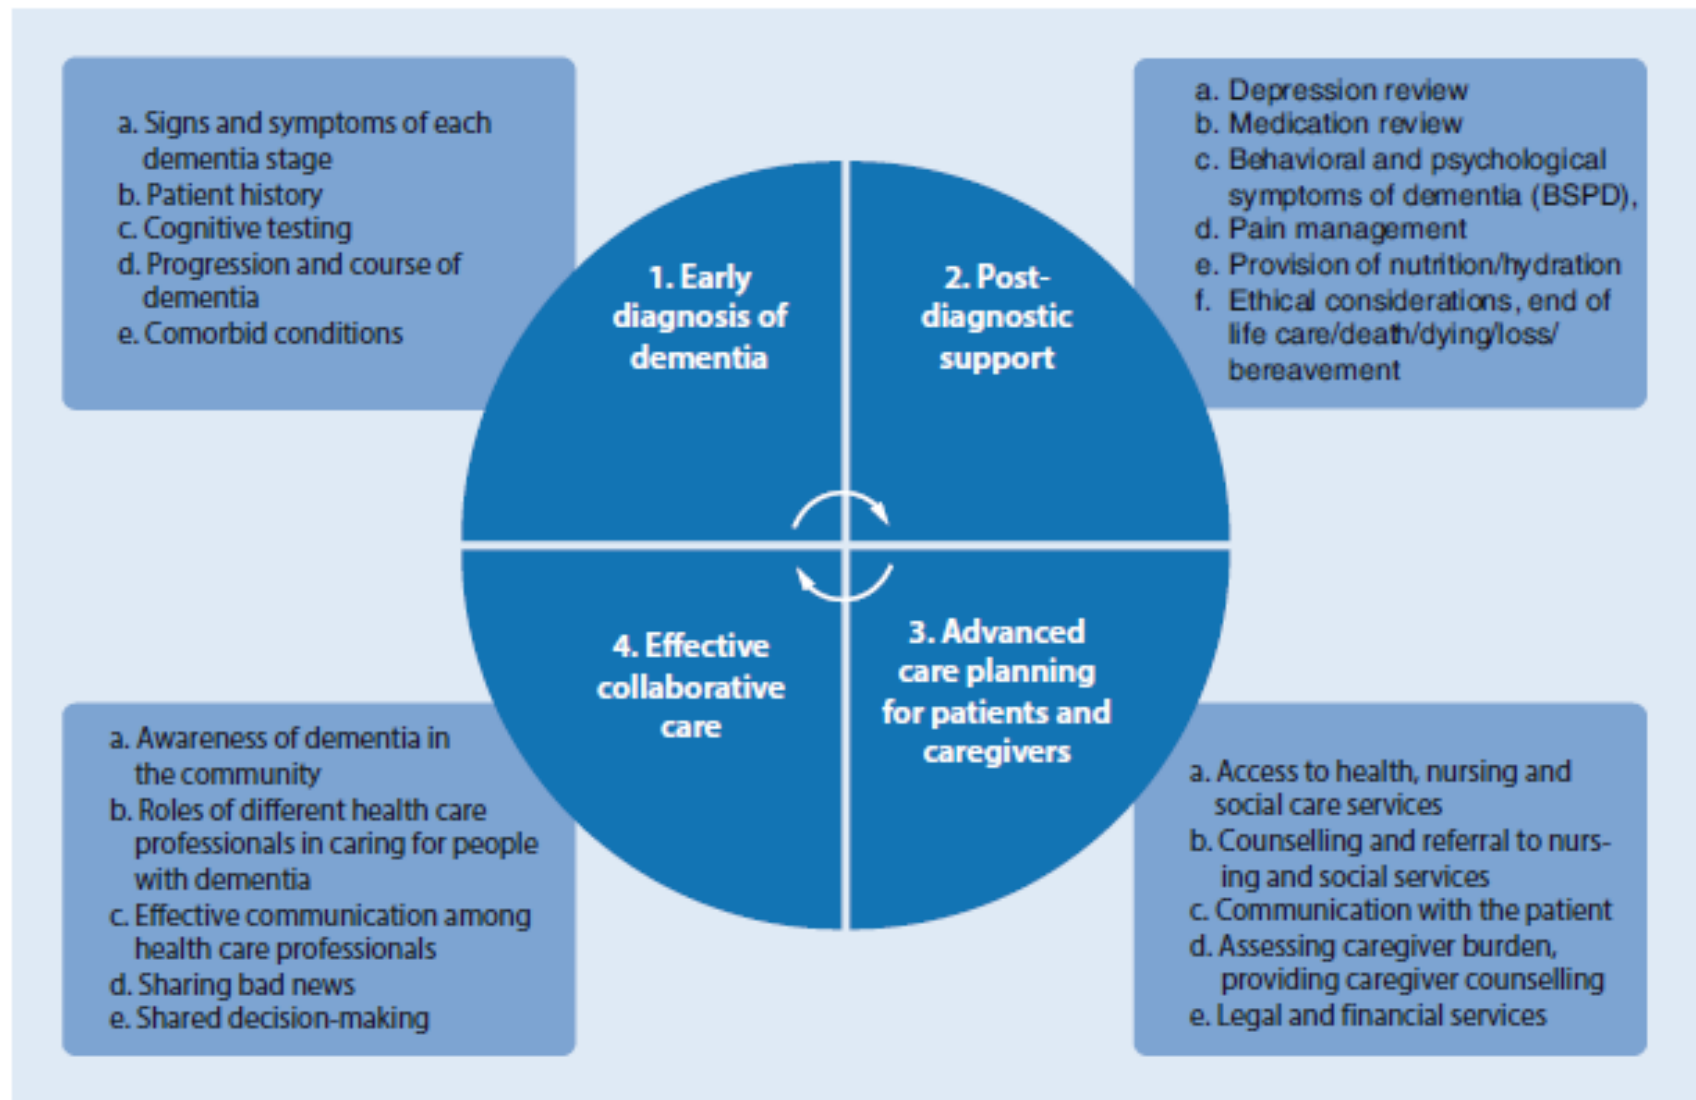 a. Signs and symptoms of each
dementia stage
b. Patient history
c. Cognitive testing
d. Progression and course of
dementia
e. Comorbid conditions
a. Depression review
b. Medication review
c. Behavioral and psychological
symptoms of dementia (BSPD),
d. Pain management
e. Provision of nutrition/hydration
f. Ethical considerations, end of
life care/death/dying/loss/
bereavement
1. Early
diagnosis of
dementia
2. Post-
diagnostic
support
4. Effective
collaborative
care
3. Advanced
care planning
for patients and
caregivers
a. Awareness of dementia in
the community
b. Roles of different health care
professionals in caring for people
with dementia
c. Effective communication among
health care professionals
d. Sharing bad news
e. Shared decision-making
a. Access to health, nursing and
social care services
b. Counselling and referral to nurs-
ing and social services
c. Communication with the patient
d. Assessing caregiver burden,
providing caregiver counselling
e. Legal and financial services